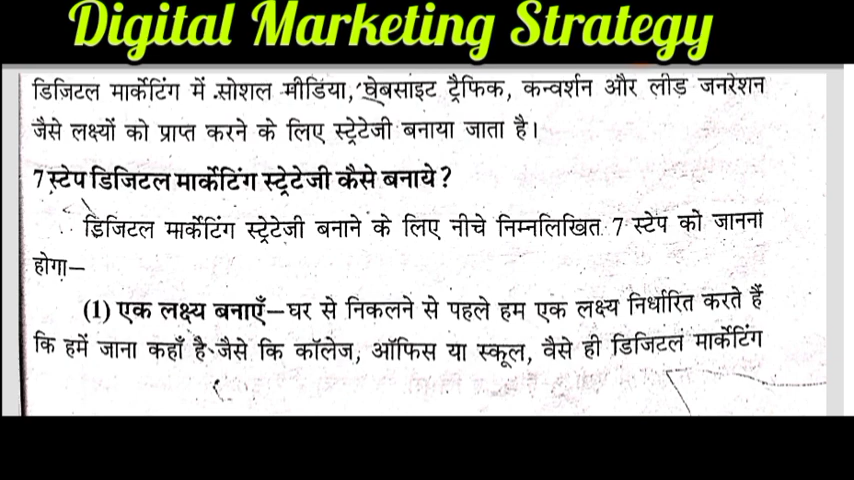 Digital Marketing Strategy
डिजिटल मार्केटिंग में सोशल मीडिया, वेबसाइट ट्रैफिक, कन्वर्शन और लीड़ जनरेशन
जैसे लक्ष्यों को प्राप्त करने के लिए स्ट्रेटेजी बनाया जाता है।
7 स्टेप डिजिटल मार्केटिंग स्ट्रेटेजी कैसे बनाये?
डिजिटल मार्केटिंग स्ट्रेटेजी बनाने के लिए नीचे निम्नलिखित 7 स्टेप को जानना
होगा–
(1) एक लक्ष्य बनाएँ–घर से निकलने से पहले हम एक लक्ष्य निर्धारित करते हैं
कि हमें जाना कहाँ है जैसे कि कॉलेज, ऑफिस या स्कूल, वैसे ही डिजिटल मार्केटिंग